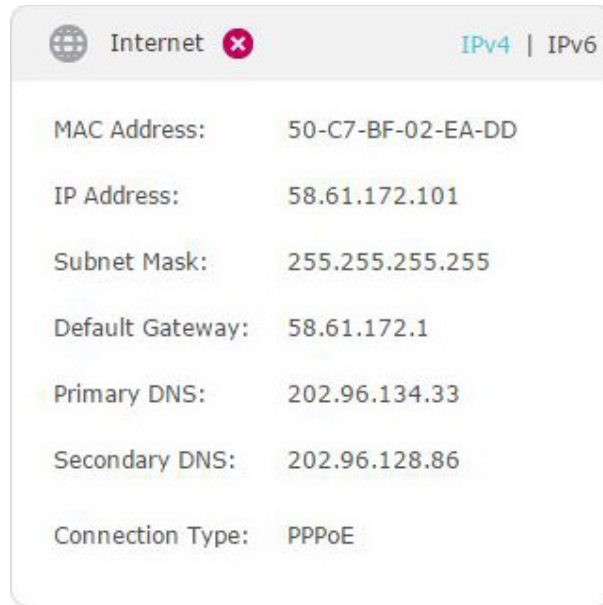 Internet IPv4 | IPv6
MAC Address: 50-C7-BF-02-EA-DD
IP Address: 58.61.172.101
Subnet Mask: 255.255.255.255
Default Gateway: 58.61.172.1
Primary DNS: 202.96.134.33
Secondary DNS: 202.96.128.86
Connection Type: PPPoE